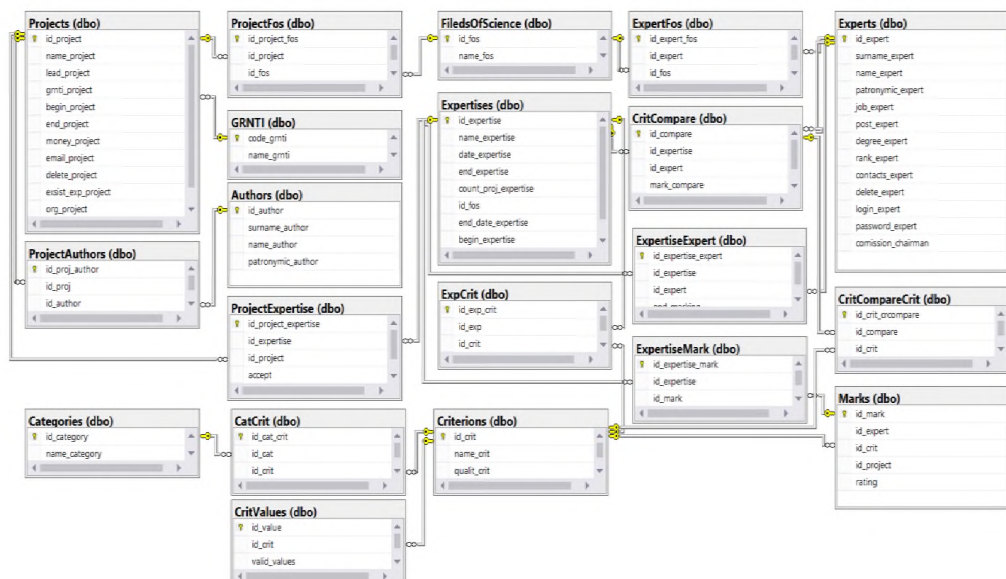 Projects (dbo)
id_project
name_project
lead_project
grnti_project
begin_project
end_project
money_project
email_project
delete_project
exsist_exp_project
org_project
ProjectFos (dbo)
id_project_fos
id_project
id_fos
FiledsOfScience (dbo)
id_fos
name_fos
ExpertFos (dbo)
id_expert_fos
id_expert
id_fos
Experts (dbo)
id_expert
surname_expert
name_expert
patronymic_expert
job_expert
post_expert
degree_expert
rank_expert
contacts_expert
delete_expert
login_expert
password_expert
comission_chairman
GRNTI (dbo)
code_grnti
name_grnti
Expertises (dbo)
id_expertise
name_expertise
date_expertise
end_expertise
count_proj_expertise
id_fos
end_date_expertise
begin_expertise
CritCompare (dbo)
id_compare
id_expertise
id_expert
mark_compare
Authors (dbo)
id_author
surname_author
name_author
patronymic_author
ProjectAuthors (dbo)
id_proj_author
id_proj
id_author
ExpertiseExpert (dbo)
id_expertise_expert
id_expertise
id_expert
end_marking
ProjectExpertise (dbo)
id_project_expertise
id_expertise
id_project
accept
ExpCrit (dbo)
id_exp_crit
id_exp
id_crit
CritCompareCrit (dbo)
id_crit_crcompare
id_compare
id_crit
ExpertiseMark (dbo)
id_expertise_mark
id_expertise
id_mark
Marks (dbo)
id_mark
id_expert
id_crit
id_project
rating
Categories (dbo)
id_category
name_category
CatCrit (dbo)
id_cat_crit
id_cat
id_crit
Criterions (dbo)
id_crit
name_crit
qualit_crit
CritValues (dbo)
id_value
id_crit
valid_values